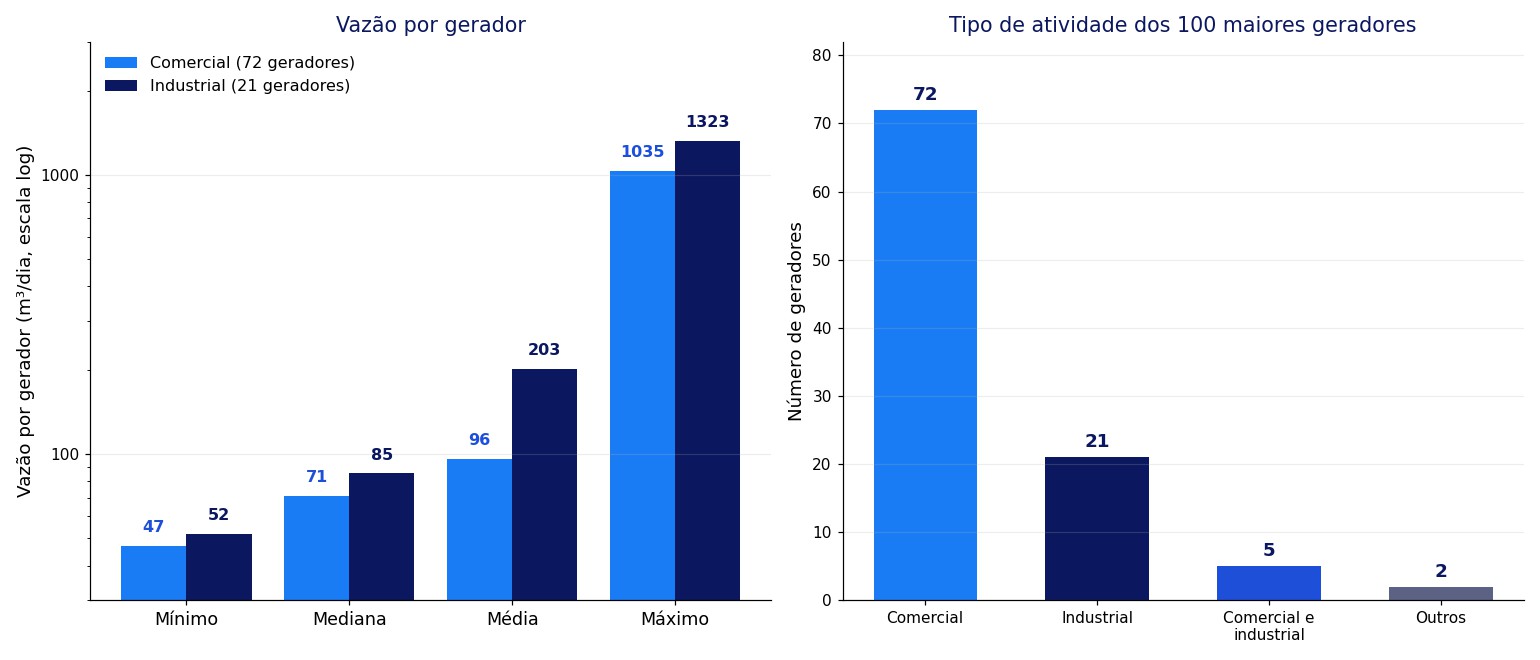 Vazão por gerador
Comercial (72 geradores)
Industrial (21 geradores)
Vazão por gerador (m³/dia, escala log)
1000
100
47
52
71
85
96
203
1035
1323
Mínimo
Mediana
Média
Máximo
Tipo de atividade dos 100 maiores geradores
Número de geradores
80
70
60
50
40
30
20
10
0
72
21
5
2
Comercial
Industrial
Comercial e
industrial
Outros